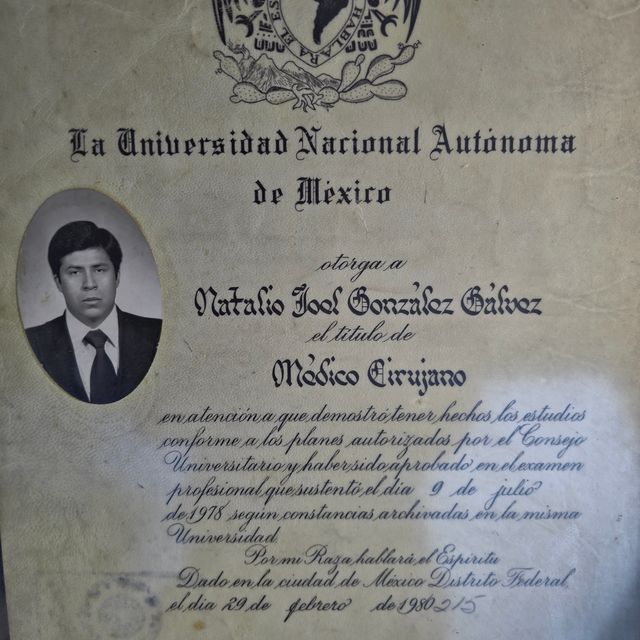 HABLARA EL ES
La Universidad Nacional Autónoma
de México
otorga a
Natalio Joel González Gálvez
el título de
Médico Cirujano
en atención a que demostró tener hechos los estudios
conforme a los planes autorizados por el Consejo
Universitario y haber sido aprobado en el examen
profesional que sustentó el día 9 de julio
de 1978 según constancias archivadas en la misma
Universidad
Por mi Raza hablará el Espíritu
Dado en la ciudad de México Distrito Federal
el día 29 de febrero de 1980